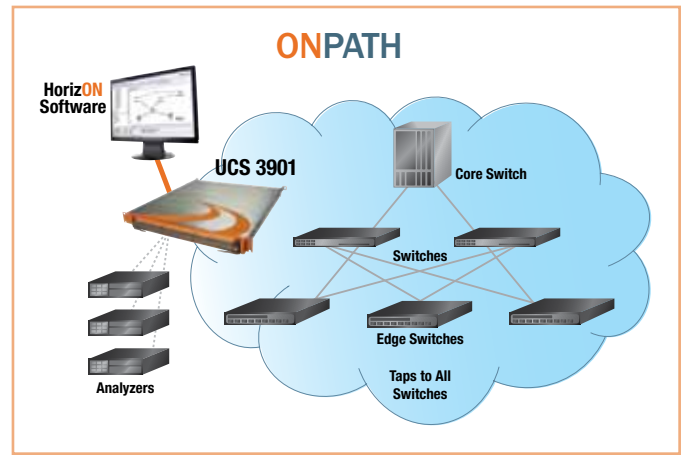 ONPATH
HorizON
Software
UCS 3901
Core Switch
Switches
Edge Switches
Analyzers
Taps to All
Switches